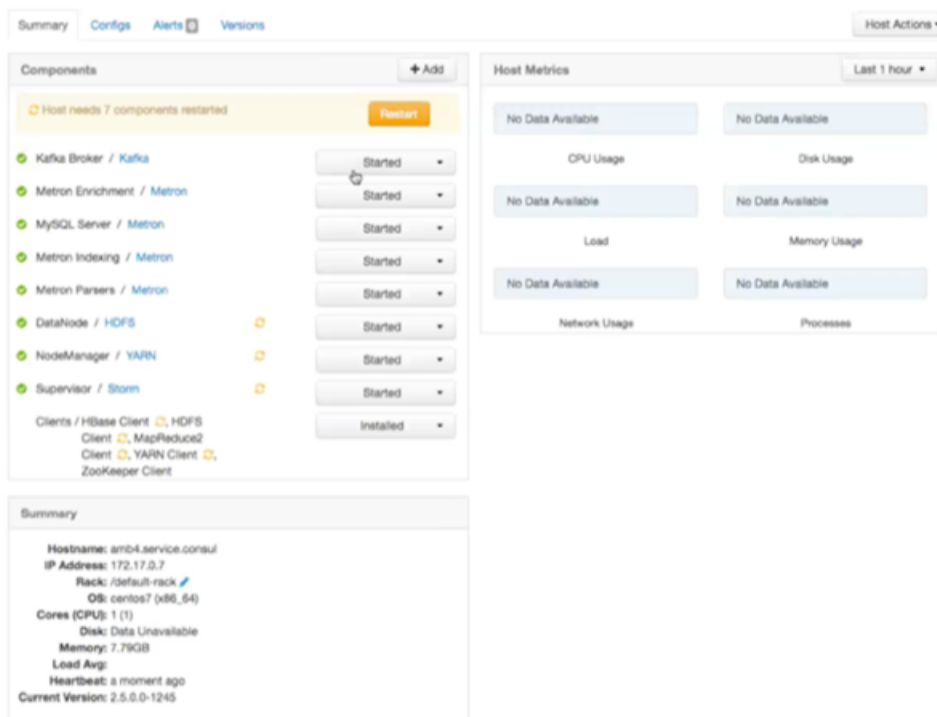 Summary Configs Alerts 0 Versions
Host Actions
Components
+ Add
Host needs 7 components restarted
Restart
Kafka Broker / Kafka
Started
Metron Enrichment / Metron
Started
MySQL Server / Metron
Started
Metron Indexing / Metron
Started
Metron Parsers / Metron
Started
DataNode / HDFS
Started
NodeManager / YARN
Started
Supervisor / Storm
Started
Clients / HBase Client , HDFS
Client , MapReduce2
Client , YARN Client ,
ZooKeeper Client
Installed
Host Metrics
Last 1 hour
No Data Available
No Data Available
CPU Usage
Disk Usage
No Data Available
No Data Available
Load
Memory Usage
No Data Available
No Data Available
Network Usage
Processes
Summary
Hostname: amb4.service.consul
IP Address: 172.17.0.7
Rack: /default-rack
OS: centos7 (x86_64)
Cores (CPU): 1 (1)
Disk: Data Unavailable
Memory: 7.79GB
Load Avg:
Heartbeat: a moment ago
Current Version: 2.5.0.0-1245